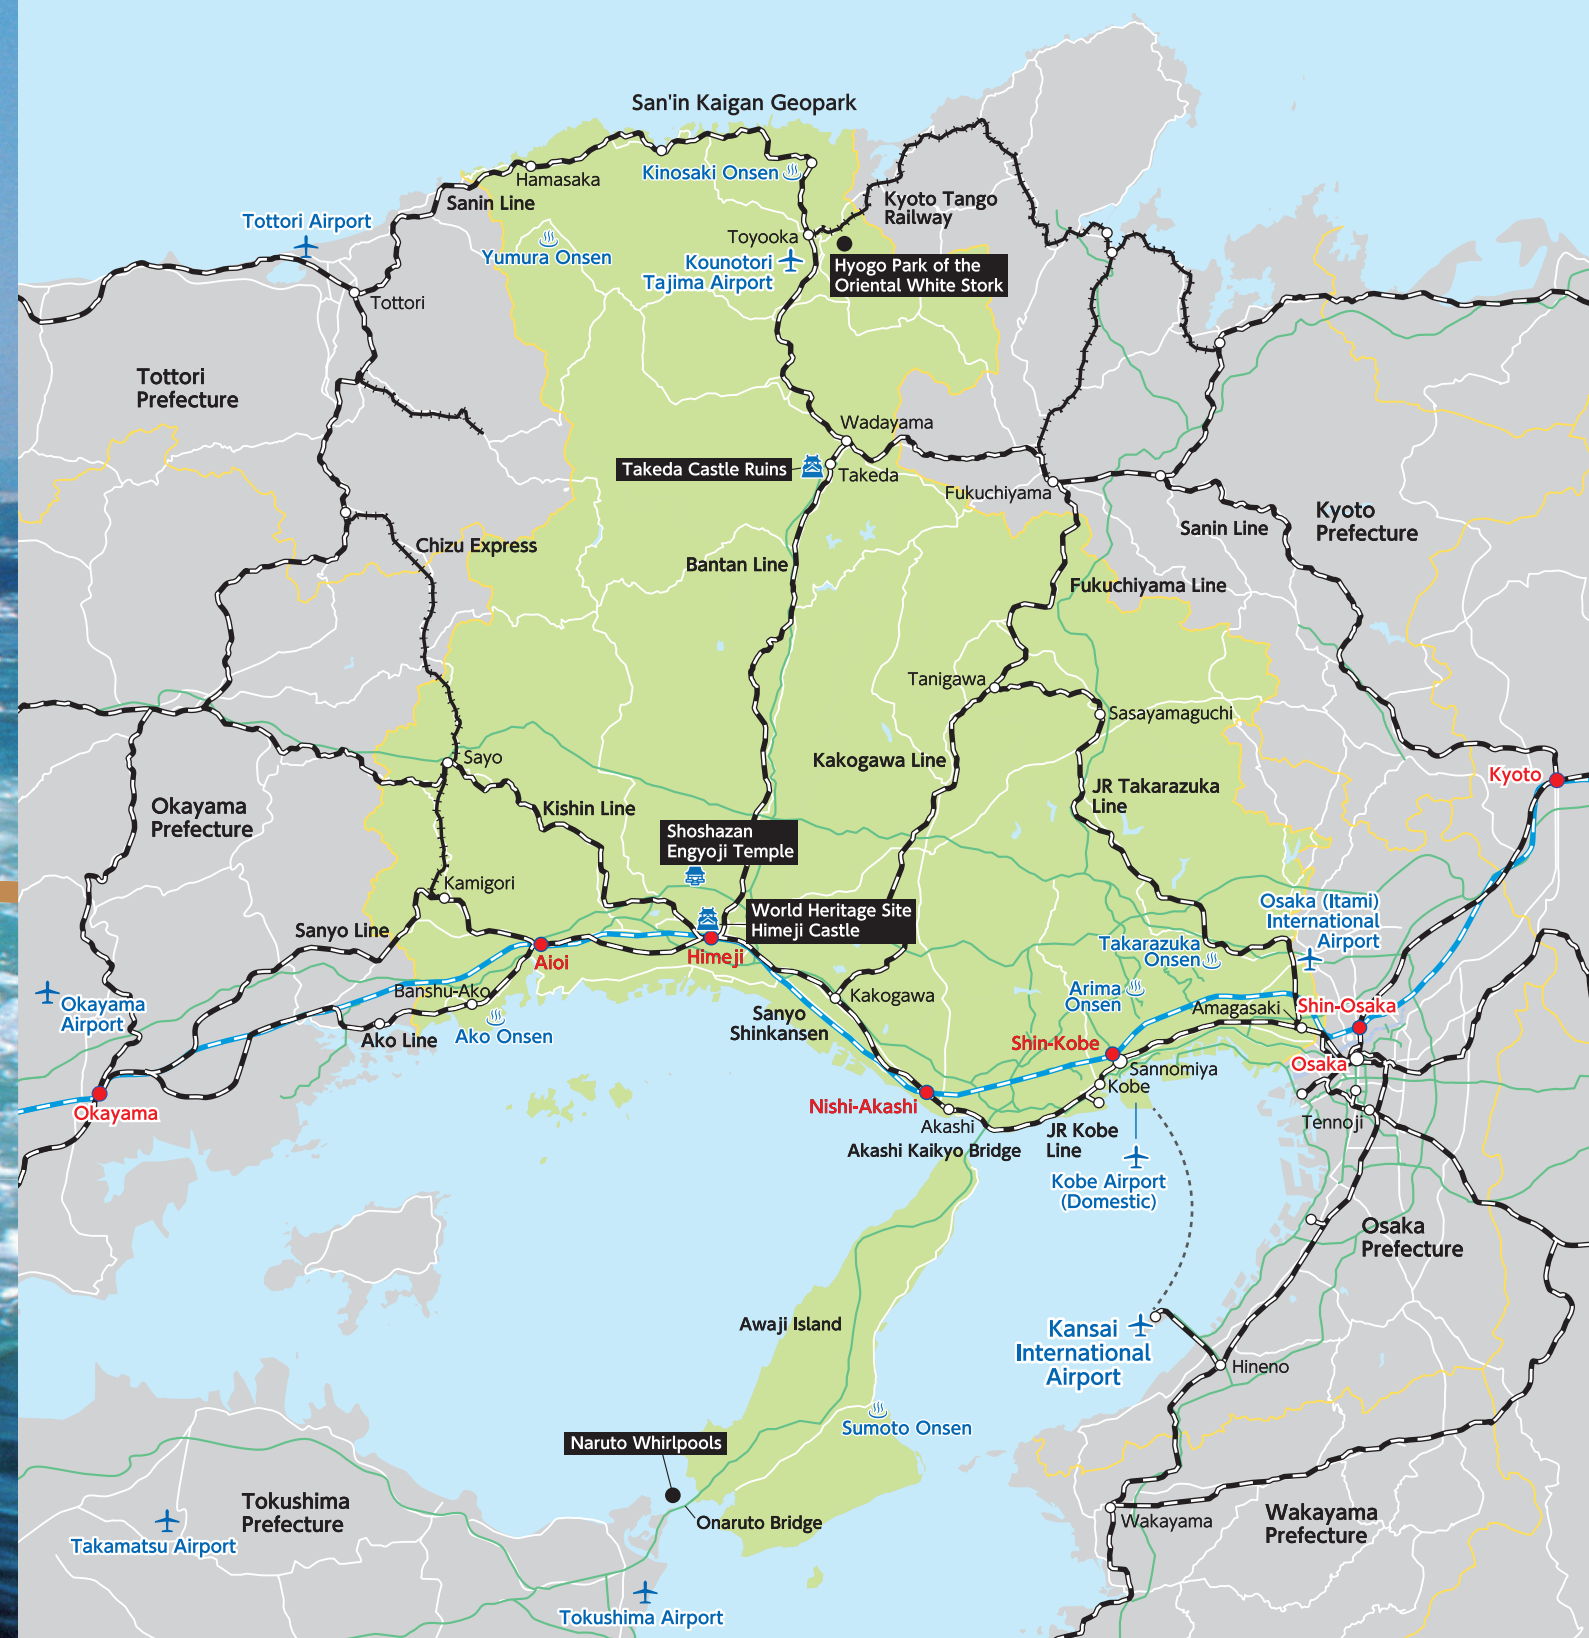 San'in Kaigan Geopark
Hamasaka
Kinosaki Onsen
Sanin Line
Kyoto Tango
Railway
Tottori Airport
Toyooka
Yumura Onsen
Kounotori
Tajima Airport
Hyogo Park of the
Oriental White Stork
Tottori
Tottori
Prefecture
Wadayama
Takeda Castle Ruins
Takeda
Fukuchiyama
Kyoto
Prefecture
Sanin Line
Chizu Express
Bantan Line
Fukuchiyama Line
Tanigawa
Sasayamaguchi
Sayo
Kakogawa Line
Kyoto
JR Takarazuka
Line
Okayama
Prefecture
Kishin Line
Shoshazan
Engyoji Temple
Kamigori
World Heritage Site
Himeji Castle
Osaka (Itami)
International
Airport
Sanyo Line
Takarazuka
Onsen
Aioi
Himeji
Okayama
Airport
Banshu-Ako
Kakogawa
Arima
Onsen
Amagasaki
Shin-Osaka
Ako Line
Ako Onsen
Sanyo
Shinkansen
Shin-Kobe
Osaka
Sannomiya
Kobe
Okayama
Nishi-Akashi
Akashi
Tennoji
Akashi Kaikyo Bridge
JR Kobe
Line
Kobe Airport
(Domestic)
Osaka
Prefecture
Awaji Island
Kansai
International
Airport
Hineno
Sumoto Onsen
Naruto Whirlpools
Tokushima
Prefecture
Onaruto Bridge
Wakayama
Wakayama
Prefecture
Takamatsu Airport
Tokushima Airport